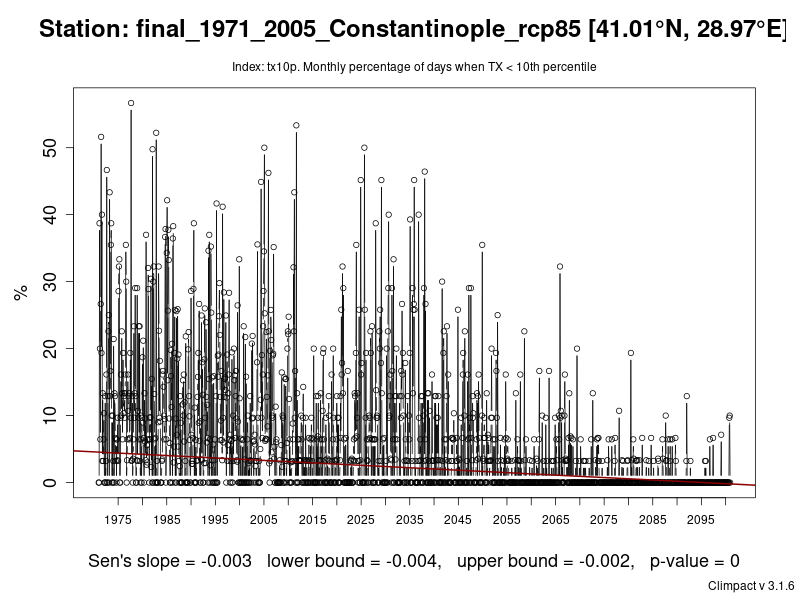 Station: final_1971_2005_Constantinople_rcp85 [41.01°N, 28.97°E]
Index: tx10p. Monthly percentage of days when TX < 10th percentile
%
50
40
30
20
10
0
1975 1985 1995 2005 2015 2025 2035 2045 2055 2065 2075 2085 2095
Sen's slope = -0.003 lower bound = -0.004, upper bound = -0.002, p-value = 0
Climpact v 3.1.6